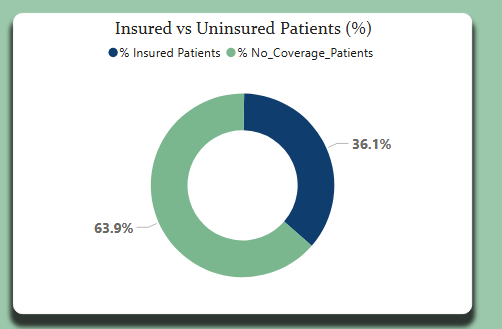 Insured vs Uninsured Patients (%)
% Insured Patients % No_Coverage_Patients
36.1%
63.9%